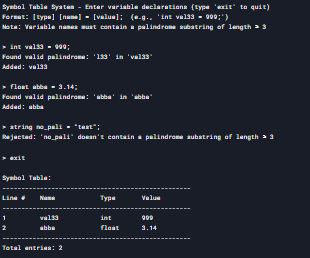 Symbol Table System - Enter variable declarations (type 'exit' to quit)
Format: [type] [name] = [value];  (e.g., 'int val33 = 999;')
Note: Variable names must contain a palindrome substring of length ≥ 3
> int val33 = 999;
Found valid palindrome: 'l33' in 'val33'
Added: val33
> float abba = 3.14;
Found valid palindrome: 'abba' in 'abba'
Added: abba
> string no_pali = "test";
Rejected: 'no_pali' doesn't contain a palindrome substring of length ≥ 3
> exit
Symbol Table:
--------------------------------------------------
Line #  Name  Type  Value
--------------------------------------------------
1  val33  int  999
2  abba  float  3.14
--------------------------------------------------
Total entries: 2